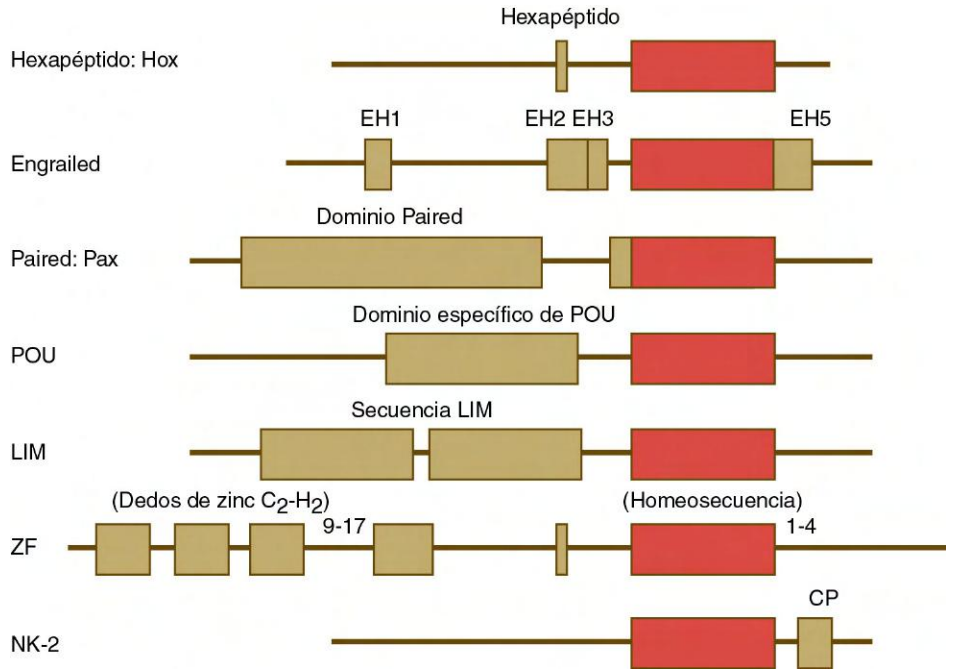 Hexapéptido
Hexapéptido: Hox
EH1 EH2 EH3 EH5
Engrailed
Dominio Paired
Paired: Pax
Dominio específico de POU
POU
Secuencia LIM
LIM
(Dedos de zinc C2-H2) (Homeosecuencia)
9-17 1-4
ZF
CP
NK-2